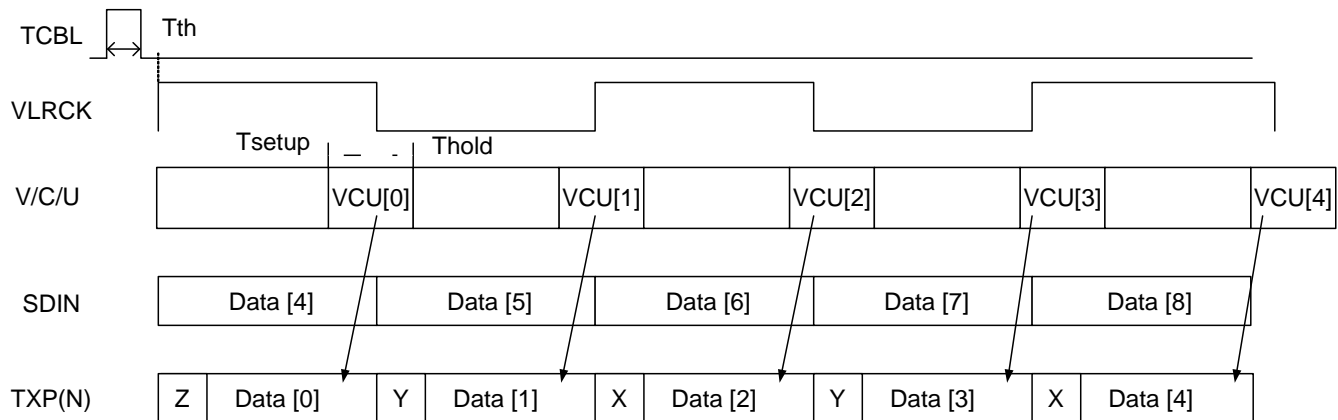 TCBL Tth
VLRCK
Tsetup Thold
V/C/U VCU[0] VCU[1] VCU[2] VCU[3] VCU[4]
SDIN Data [4] Data [5] Data [6] Data [7] Data [8]
TXP(N) Z Data [0] Y Data [1] X Data [2] Y Data [3] X Data [4]